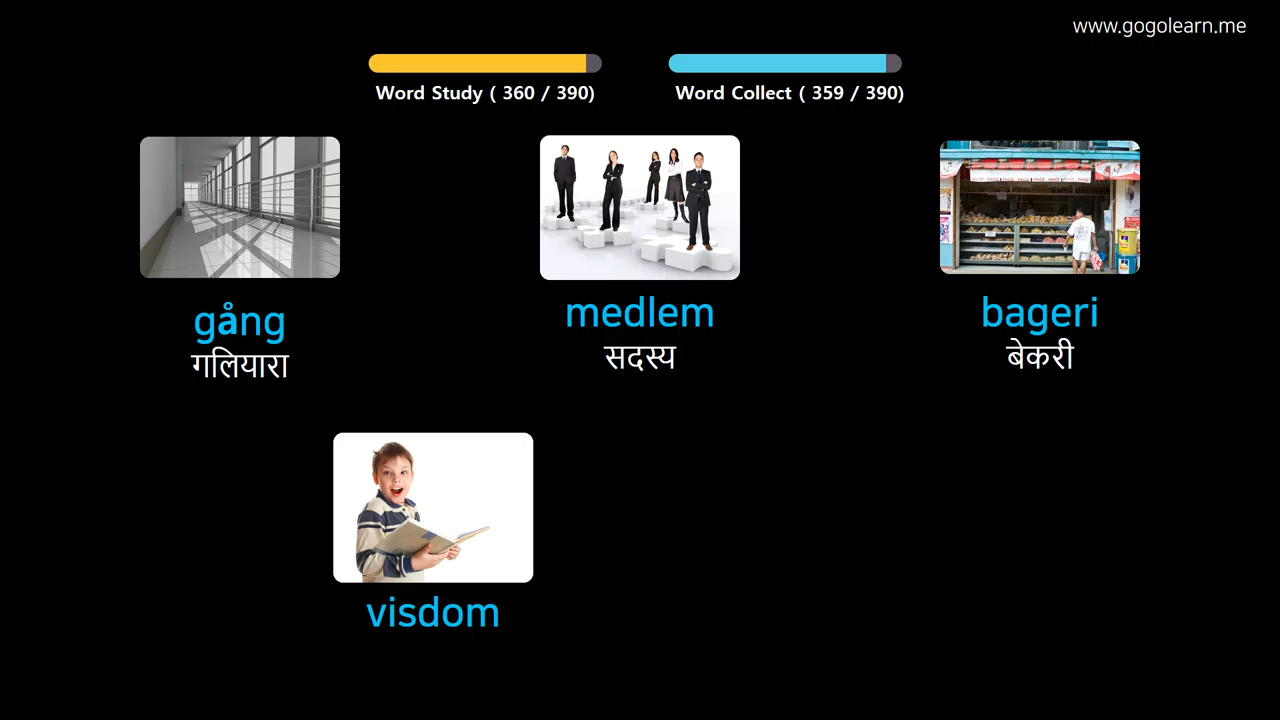 www.gogolearn.me
Word Study ( 360 / 390)
Word Collect ( 359 / 390)
gång
गलियारा
medlem
सदस्य
bageri
बेकरी
visdom